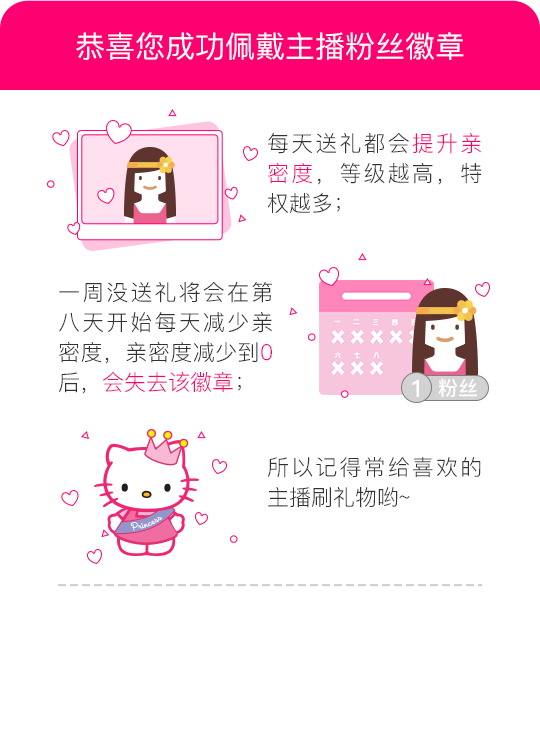 恭喜您成功佩戴主播粉丝徽章
每天送礼都会提升亲
密度，等级越高，特
权越多；
一周没送礼将会在第
八天开始每天减少亲
密度，亲密度减少到0
后，会失去该徽章；
一 二 三 四 五
六 七 八
1 粉丝
Princess
所以记得常给喜欢的
主播刷礼物哟~